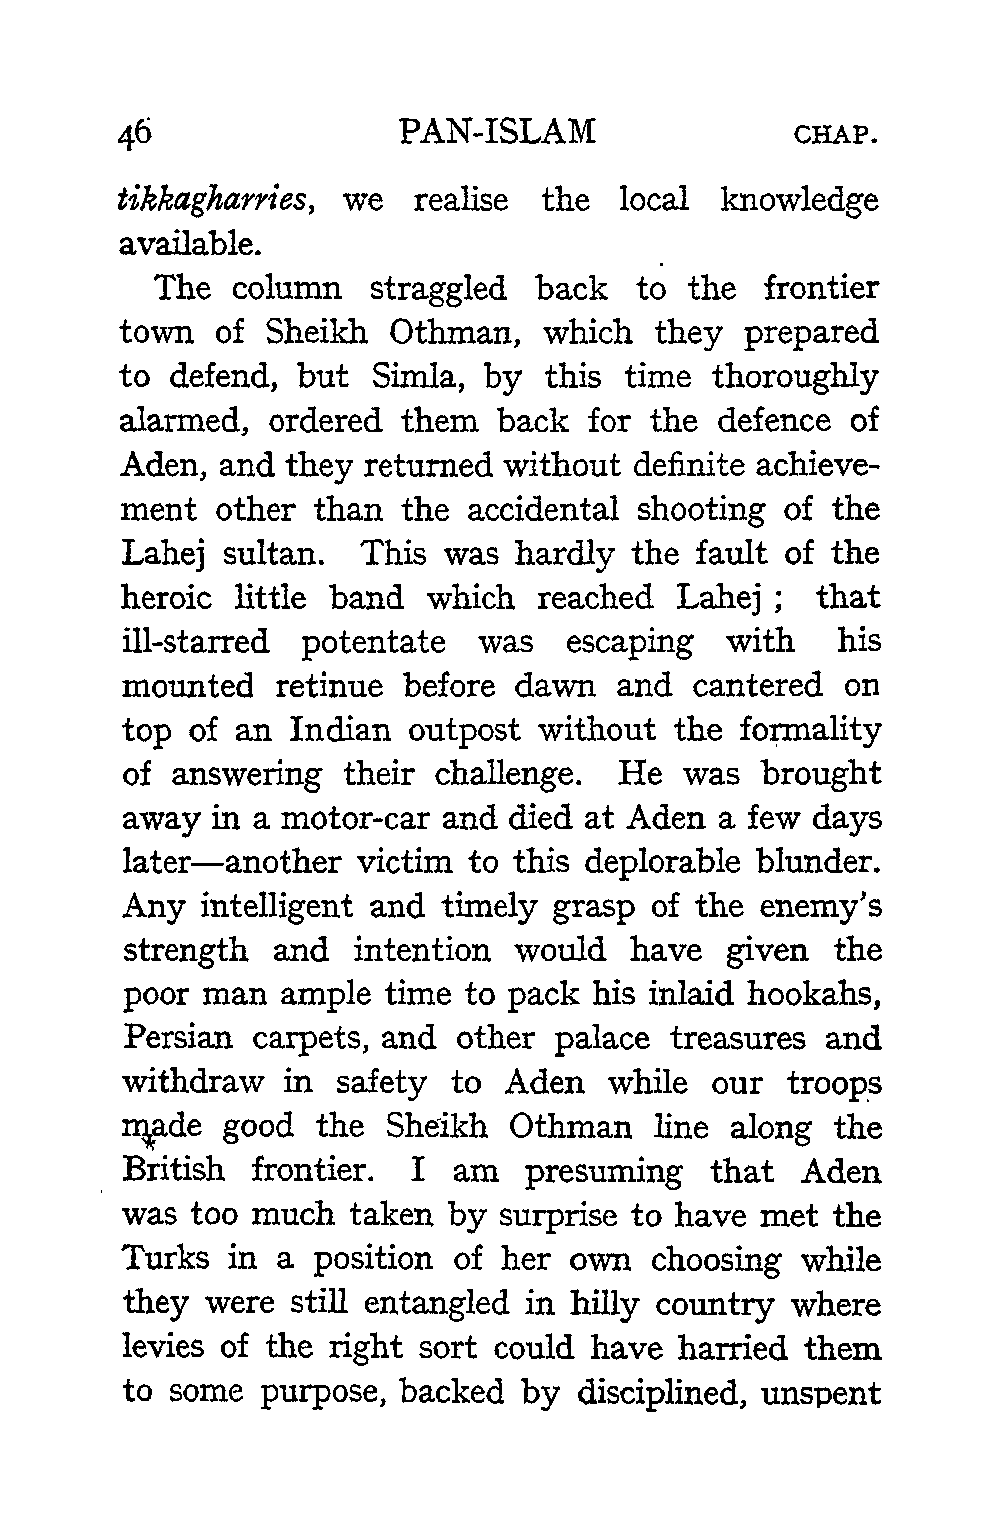 46 PAN-ISLAM CHAP.
tikkagharries, we realise the local knowledge
available.
The column straggled back to the frontier
town of Sheikh Othman, which they prepared
to defend, but Simla, by this time thoroughly
alarmed, ordered them back for the defence of
Aden, and they returned without definite achieve-
ment other than the accidental shooting of the
Lahej sultan. This was hardly the fault of the
heroic little band which reached Lahej ; that
ill-starred potentate was escaping with his
mounted retinue before dawn and cantered on
top of an Indian outpost without the formality
of answering their challenge. He was brought
away in a motor-car and died at Aden a few days
later—another victim to this deplorable blunder.
Any intelligent and timely grasp of the enemy's
strength and intention would have given the
poor man ample time to pack his inlaid hookahs,
Persian carpets, and other palace treasures and
withdraw in safety to Aden while our troops
made good the Sheikh Othman line along the
British frontier. I am presuming that Aden
was too much taken by surprise to have met the
Turks in a position of her own choosing while
they were still entangled in hilly country where
levies of the right sort could have harried them
to some purpose, backed by disciplined, unspent